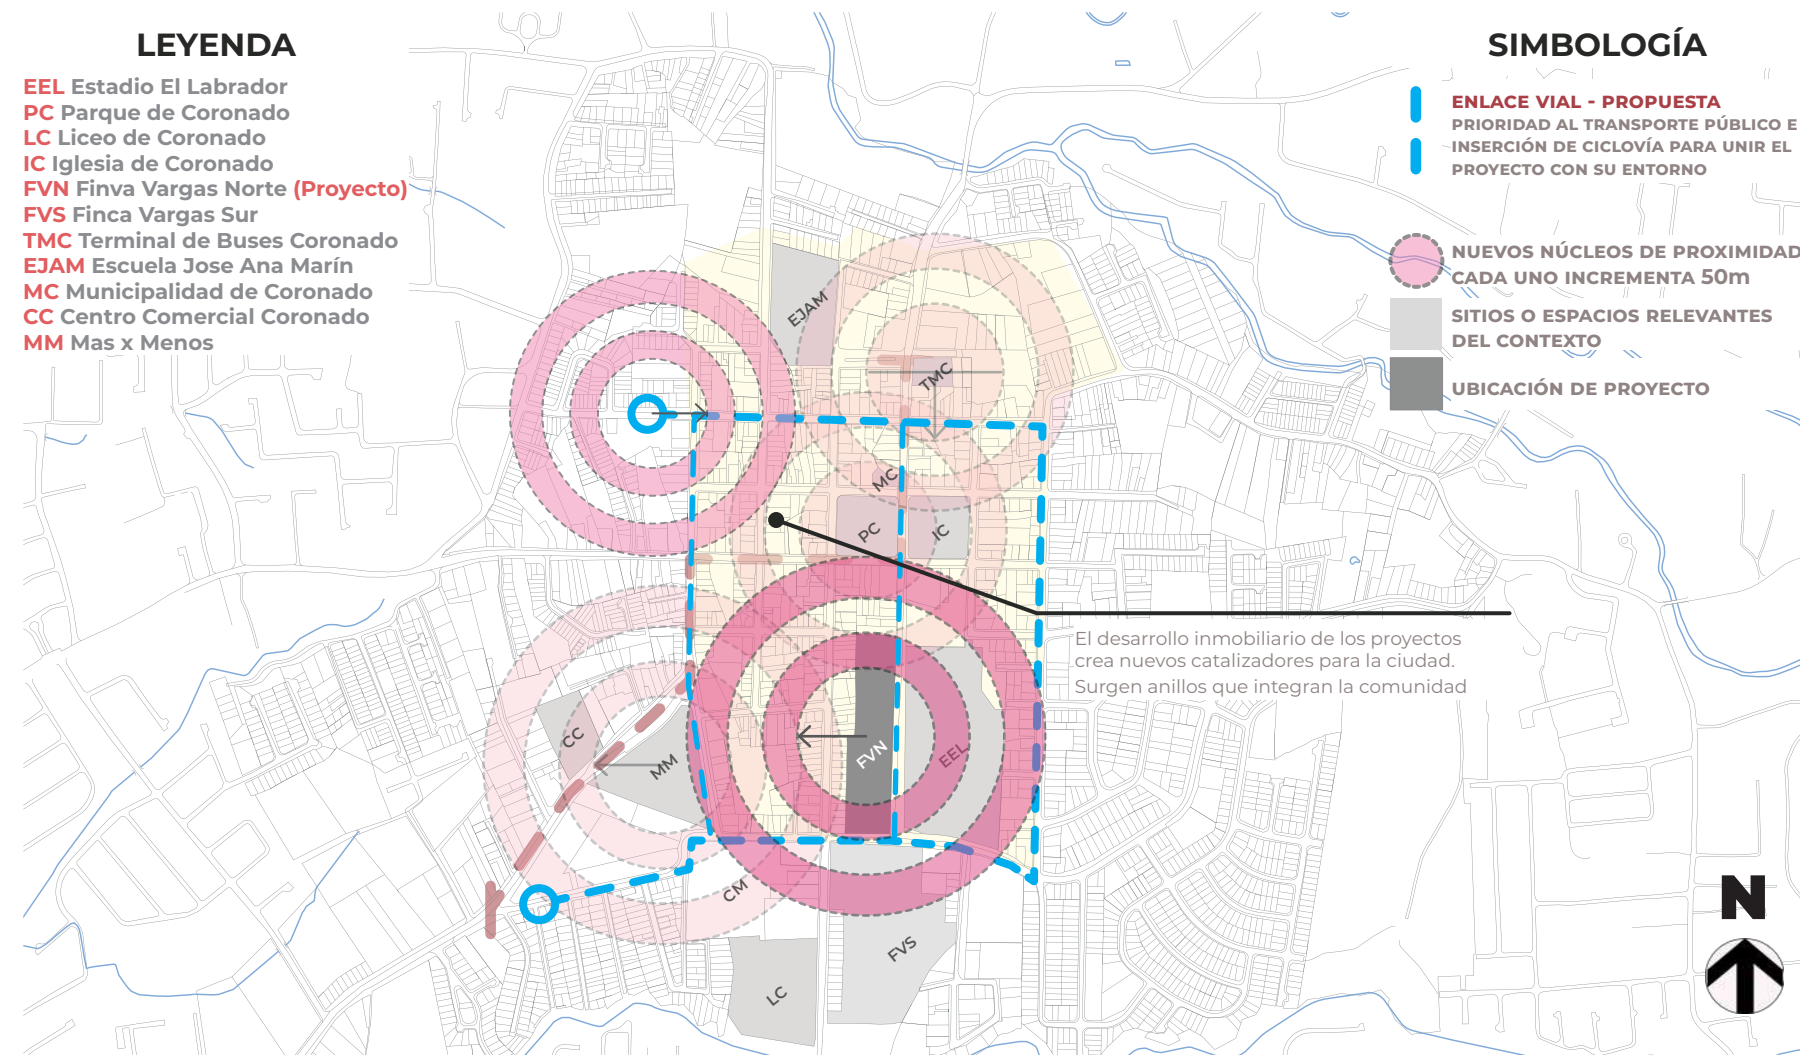 LEYENDA
EEL Estadio El Labrador
PC Parque de Coronado
LC Liceo de Coronado
IC Iglesia de Coronado
FVN Finva Vargas Norte (Proyecto)
FVS Finca Vargas Sur
TMC Terminal de Buses Coronado
EJAM Escuela Jose Ana Marín
MC Municipalidad de Coronado
CC Centro Comercial Coronado
MM Mas x Menos
SIMBOLOGÍA
ENLACE VIAL - PROPUESTA
PRIORIDAD AL TRANSPORTE PÚBLICO E
INSERCIÓN DE CICLOVÍA PARA UNIR EL
PROYECTO CON SU ENTORNO
NUEVOS NÚCLEOS DE PROXIMIDAD
CADA UNO INCREMENTA 50m
SITIOS O ESPACIOS RELEVANTES
DEL CONTEXTO
UBICACIÓN DE PROYECTO
EJAM
TMC
MC
PC
IC
El desarrollo inmobiliario de los proyectos
crea nuevos catalizadores para la ciudad.
Surgen anillos que integran la comunidad
CC
MM
FVN
EEL
CM
FVS
LC
N